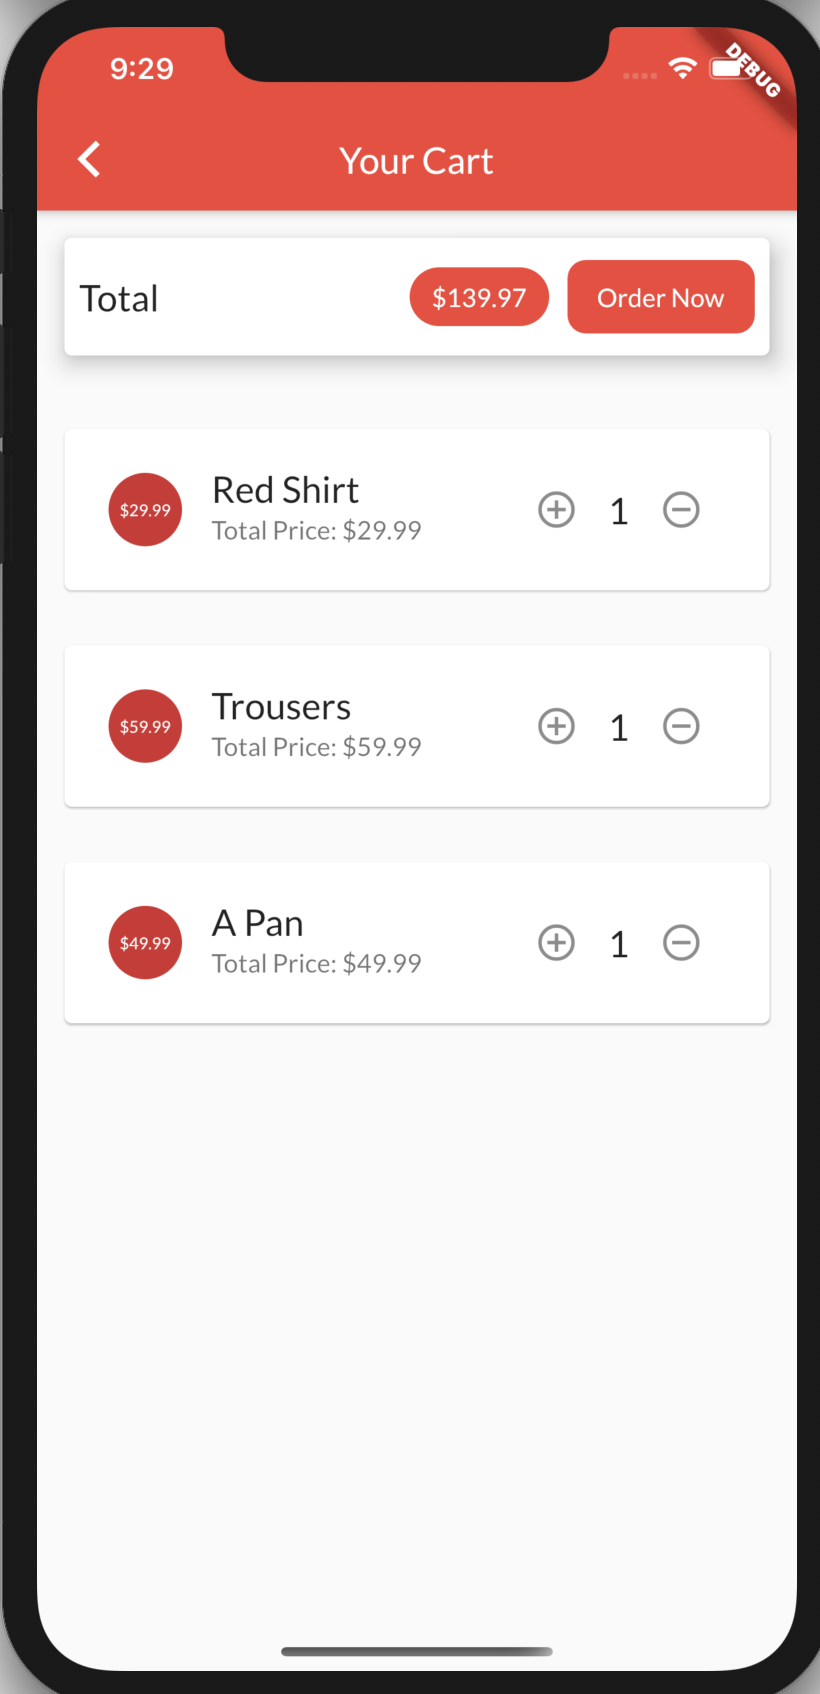 9:29
DEBUG
Your Cart
Total $139.97 Order Now
$29.99 Red Shirt 1
Total Price: $29.99
$59.99 Trousers 1
Total Price: $59.99
$49.99 A Pan 1
Total Price: $49.99